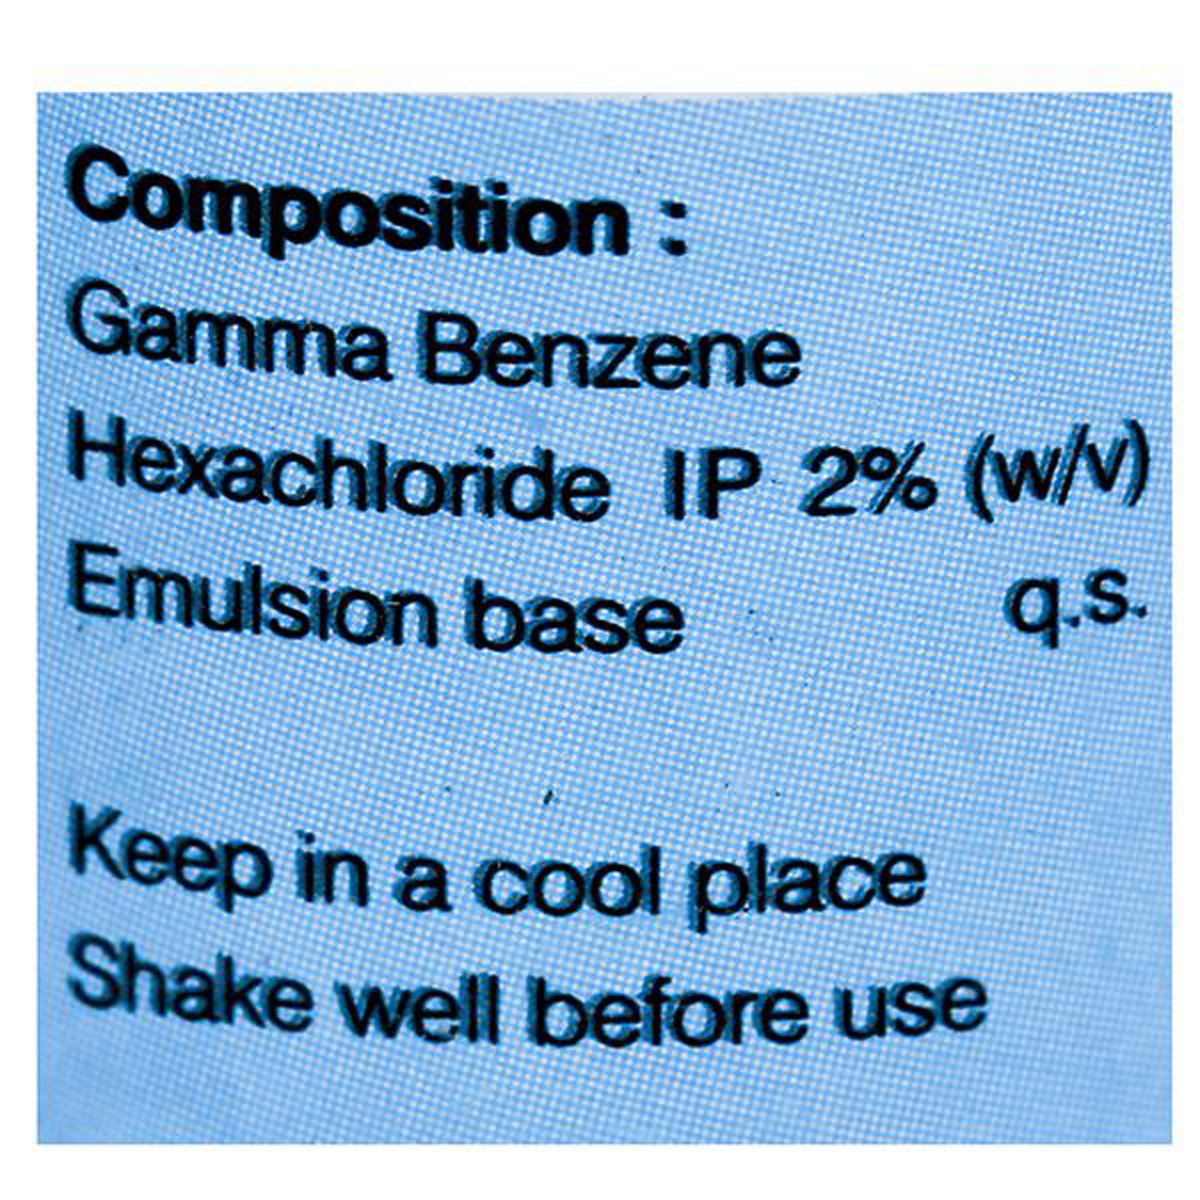 Composition :
Gamma Benzene
Hexachloride IP 2% (w/v)
Emulsion base q.s.
Keep in a cool place
Shake well before use